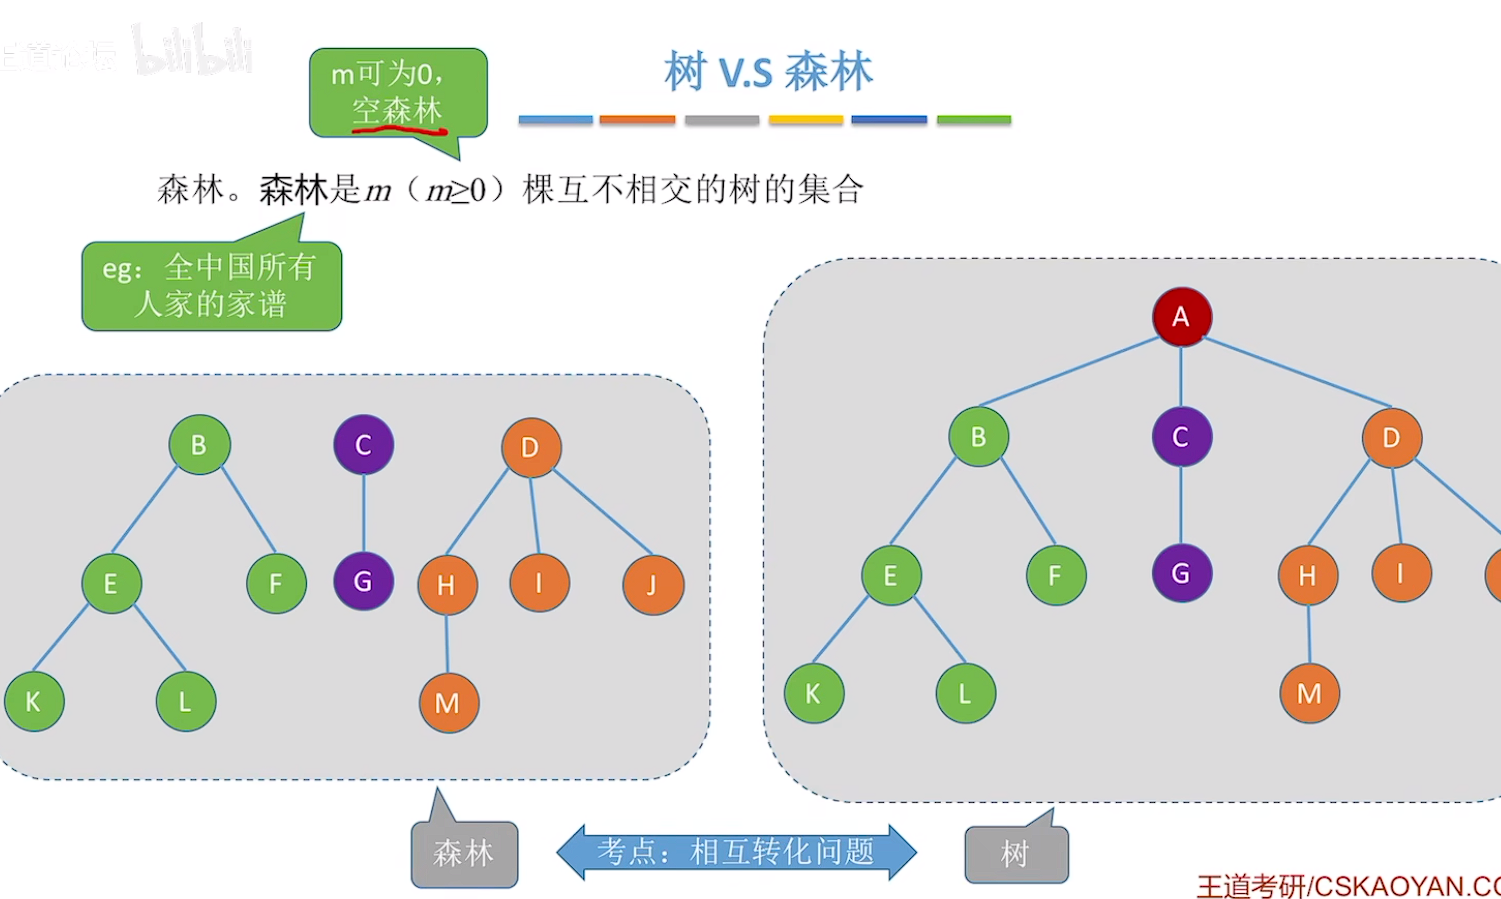 王道论坛 bilibili
树 V.S 森林
m可为0，
空森林
森林。森林是m（m≥0）棵互不相交的树的集合
eg：全中国所有
人家的家谱
B C D
E F G H I J
K L M
A
B C D
E F G H I
K L M
森林
考点：相互转化问题
树
王道考研/CSKAOYAN.CO